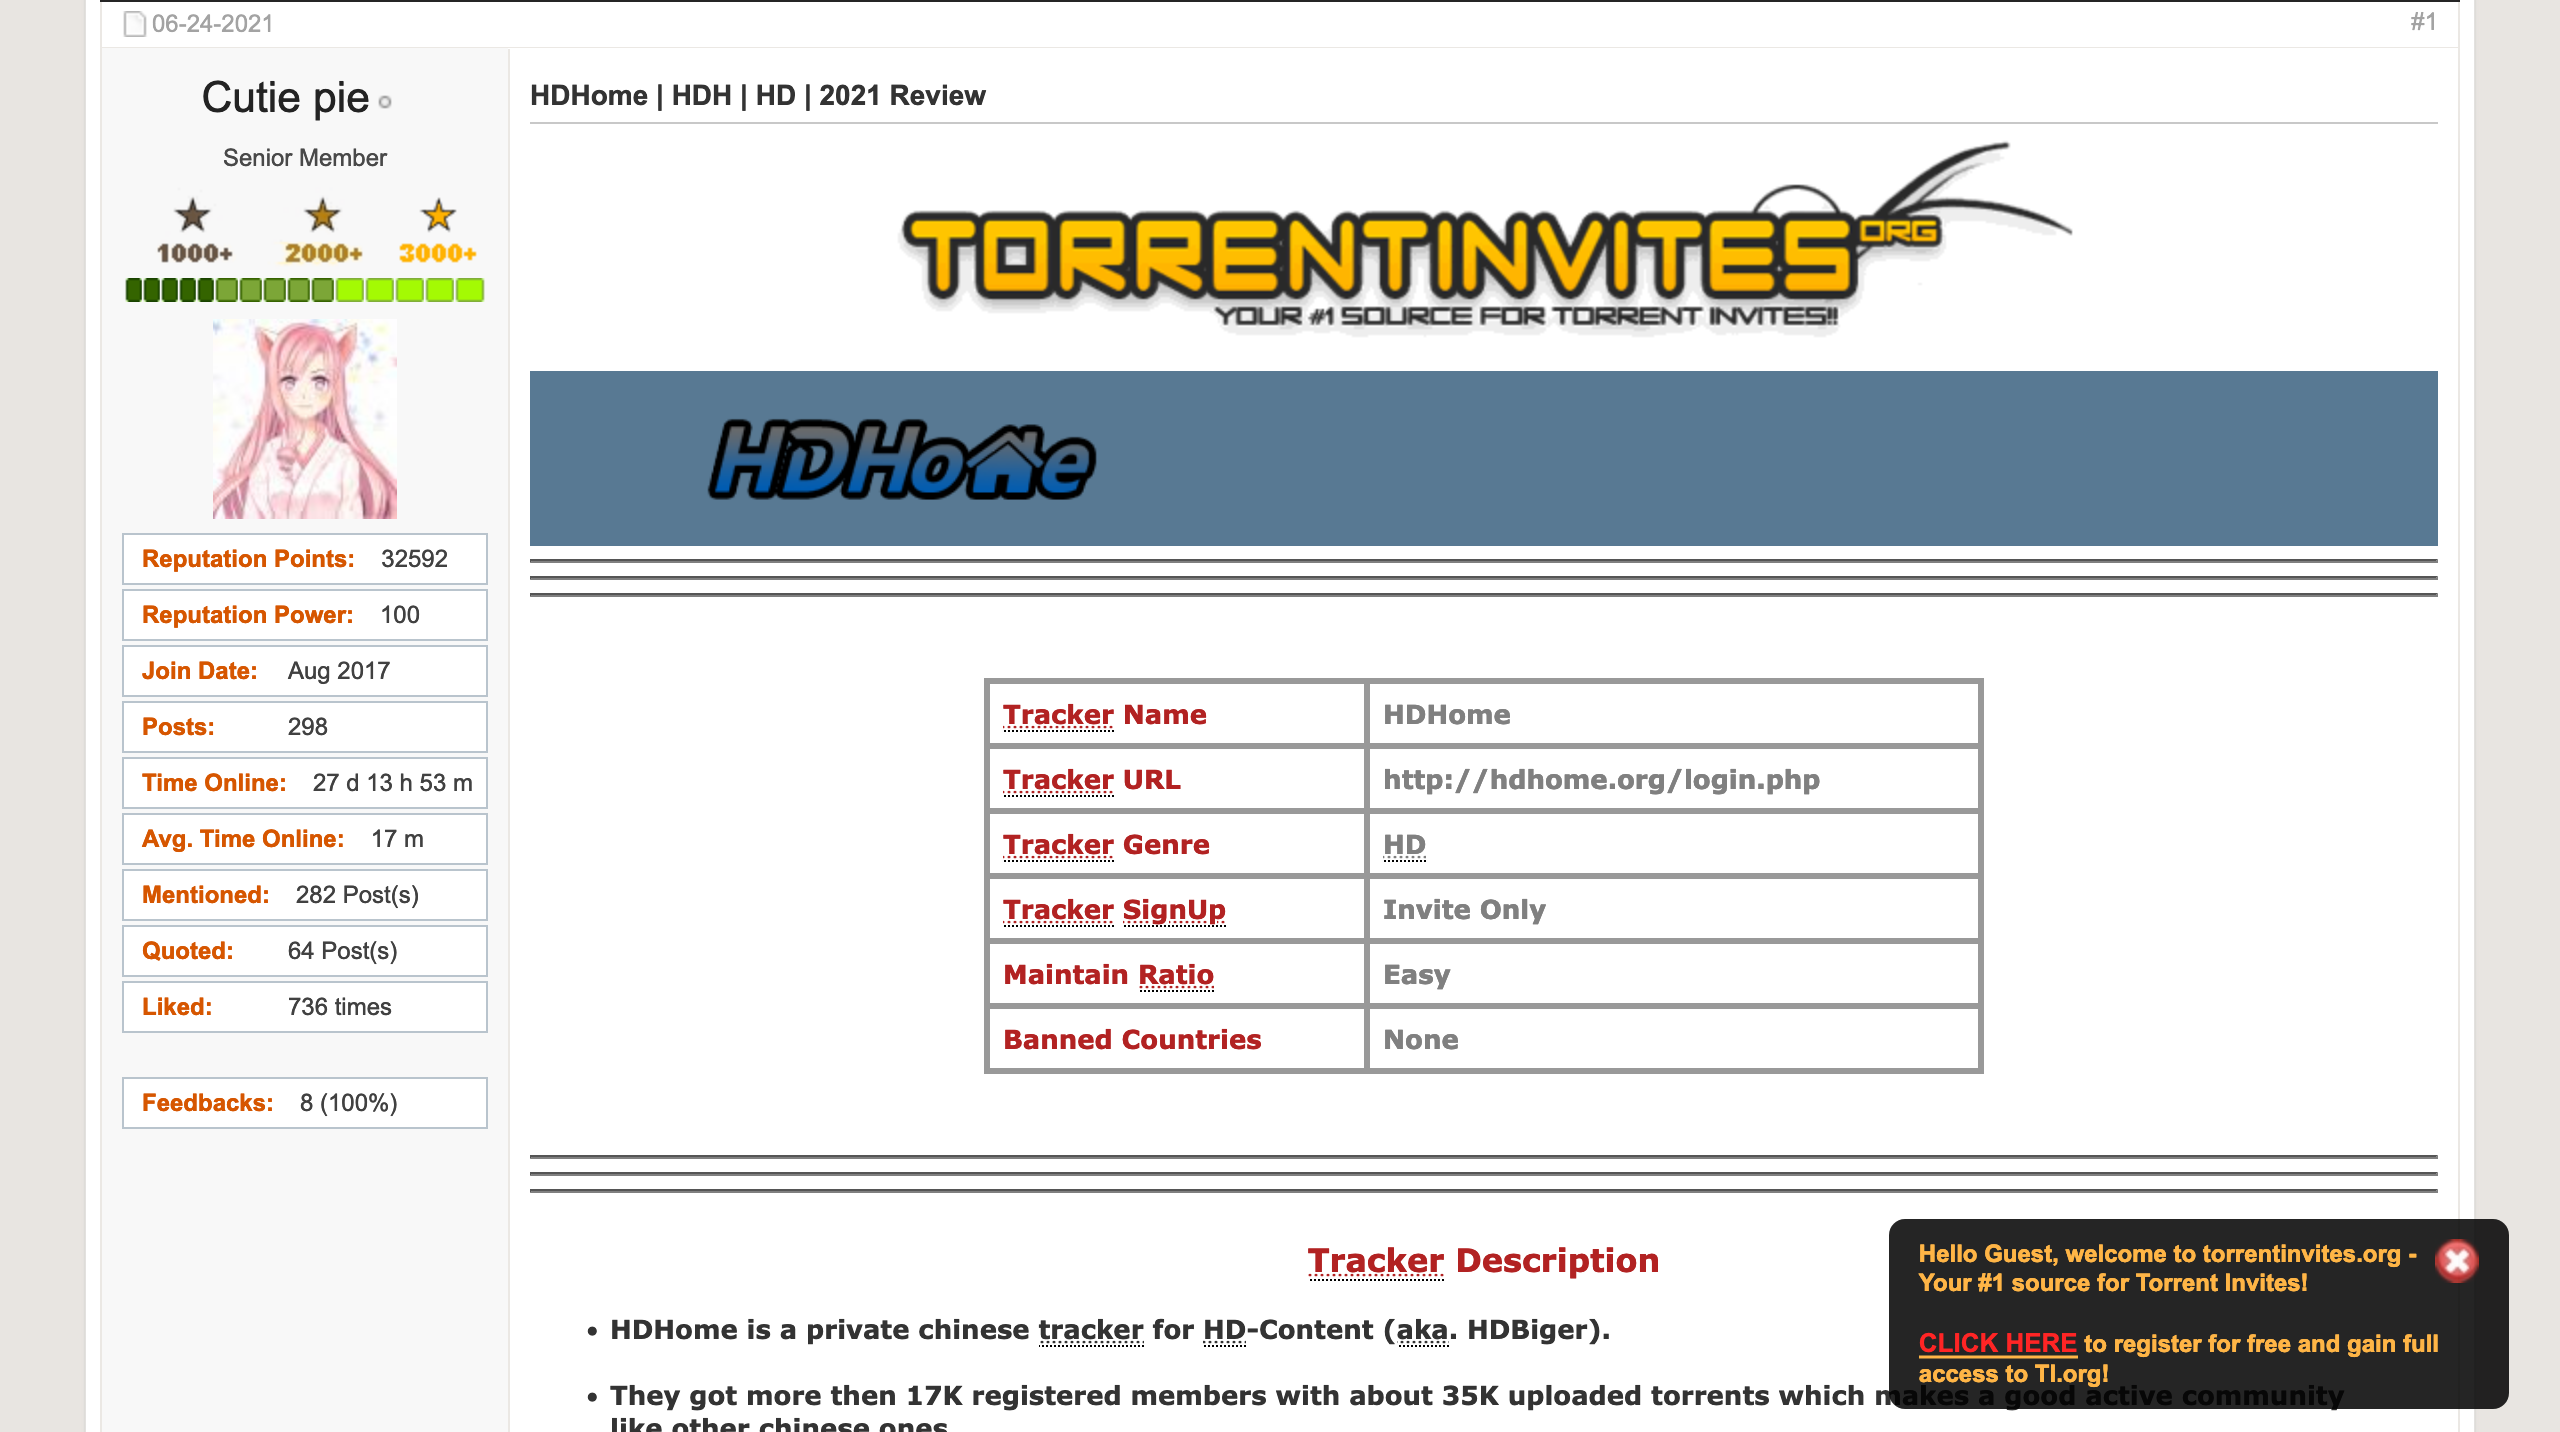 06-24-2021
#1
Cutie pie
Senior Member
1000+ 2000+ 3000+
Reputation Points: 32592
Reputation Power: 100
Join Date: Aug 2017
Posts: 298
Time Online: 27 d 13 h 53 m
Avg. Time Online: 17 m
Mentioned: 282 Post(s)
Quoted: 64 Post(s)
Liked: 736 times
Feedbacks: 8 (100%)
HDHome | HDH | HD | 2021 Review
TORRENTINVITES ORG
YOUR #1 SOURCE FOR TORRENT INVITES!!
HDHome
Tracker Name HDHome
Tracker URL http://hdhome.org/login.php
Tracker Genre HD
Tracker SignUp Invite Only
Maintain Ratio Easy
Banned Countries None
Tracker Description
• HDHome is a private chinese tracker for HD-Content (aka. HDBiger).
• They got more then 17K registered members with about 35K uploaded torrents which makes a good active community
like other chinese ones
Hello Guest, welcome to torrentinvites.org -
Your #1 source for Torrent Invites!
CLICK HERE to register for free and gain full
access to TI.org!